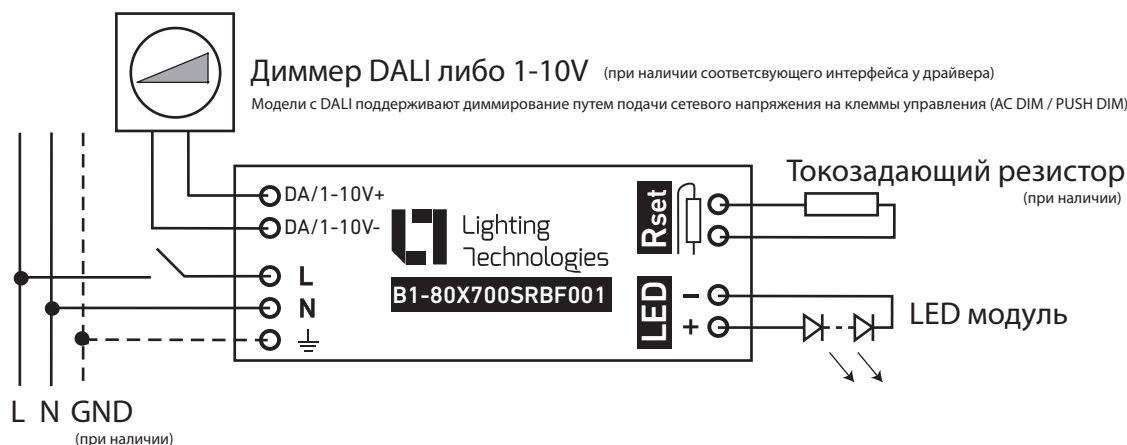 Диммер DALI либо 1-10V (при наличии соответсвующего интерфейса у драйвера)
Модели с DALI поддерживают диммирование путем подачи сетевого напряжения на клеммы управления (AC DIM / PUSH DIM)
DA/1-10V+
DA/1-10V-
L
N
Lighting
Technologies
B1-80X700SRBF001
Rset
LED
−
+
Токозадающий резистор
(при наличии)
LED модуль
L N GND
(при наличии)